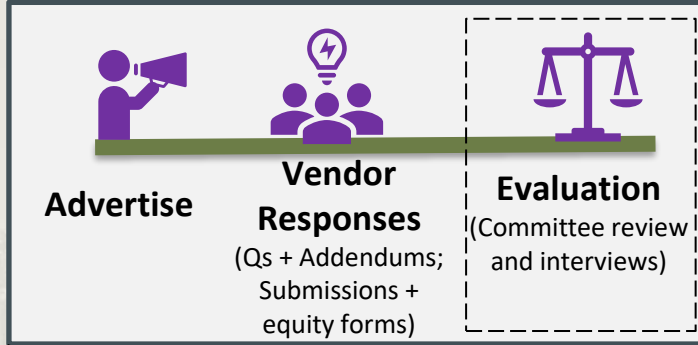 Advertise
Vendor
Responses
(Qs + Addendums;
Submissions +
equity forms)
Evaluation
(Committee review
and interviews)